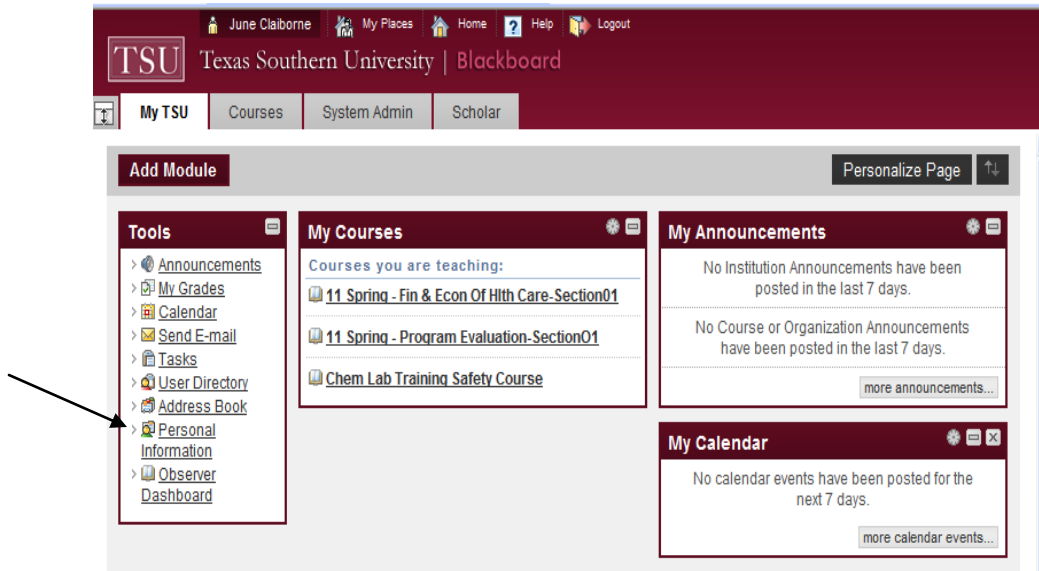 June Claiborne My Places Home ? Help Logout
TSU Texas Southern University | Blackboard
My TSU Courses System Admin Scholar
Add Module Personalize Page
Tools
Announcements
My Grades
Calendar
Send E-mail
Tasks
User Directory
Address Book
Personal
Information
Observer
Dashboard
My Courses
Courses you are teaching:
11 Spring - Fin & Econ Of Hlth Care-Section01
11 Spring - Program Evaluation-SectionO1
Chem Lab Training Safety Course
My Announcements
No Institution Announcements have been
posted in the last 7 days.
No Course or Organization Announcements
have been posted in the last 7 days.
more announcements...
My Calendar
No calendar events have been posted for the
next 7 days.
more calendar events...